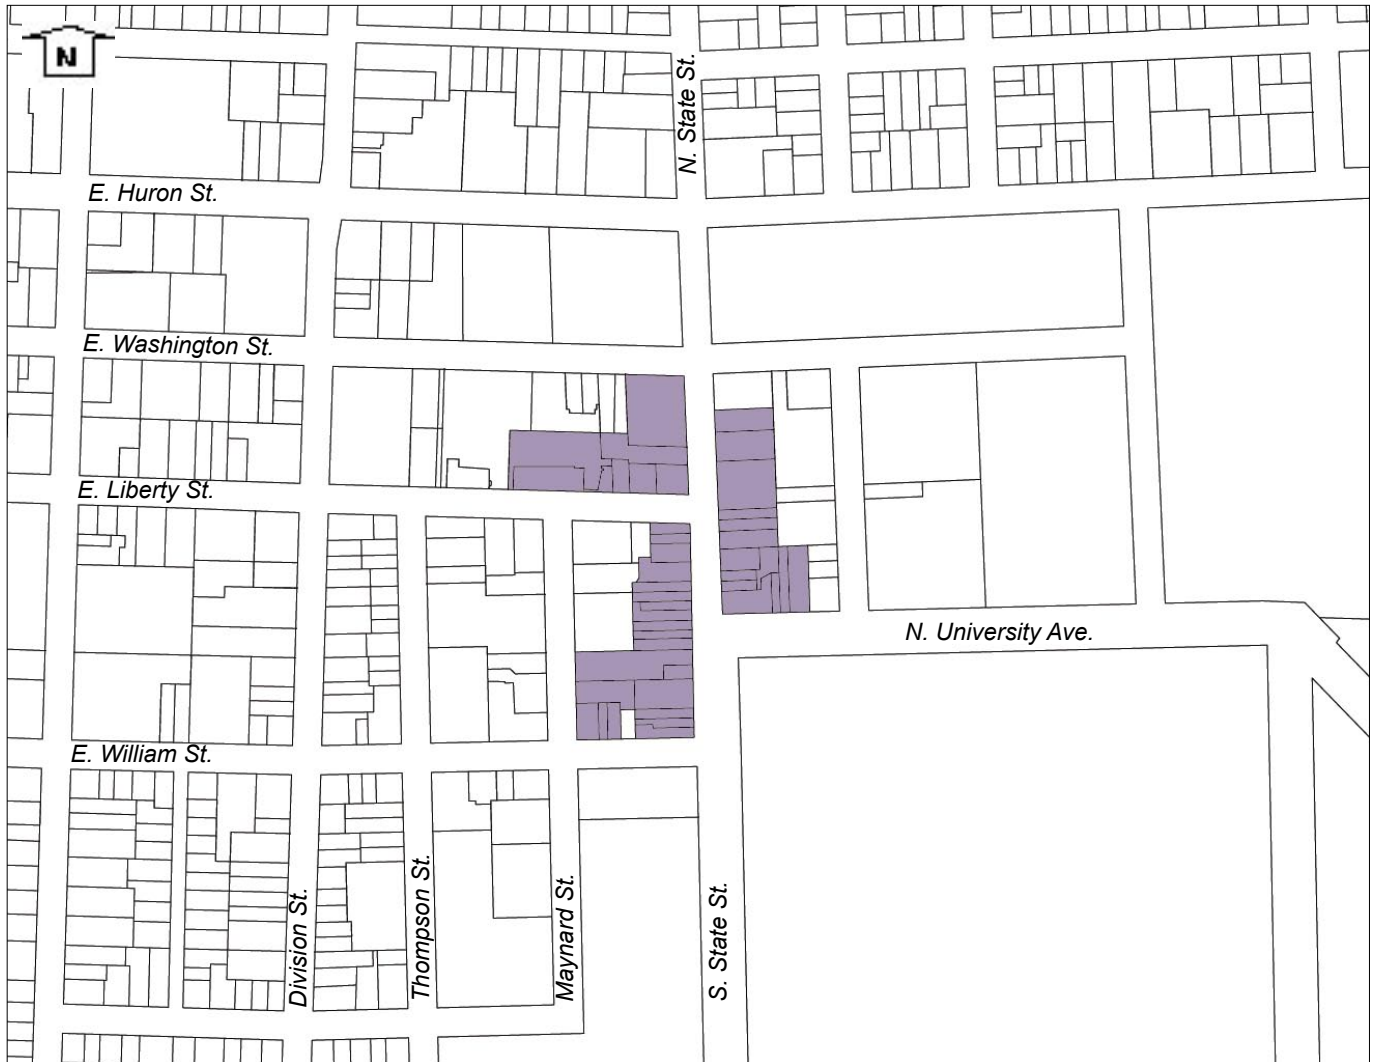 N
N. State St.
E. Huron St.
E. Washington St.
E. Liberty St.
N. University Ave.
E. William St.
Division St.
Thompson St.
Maynard St.
S. State St.